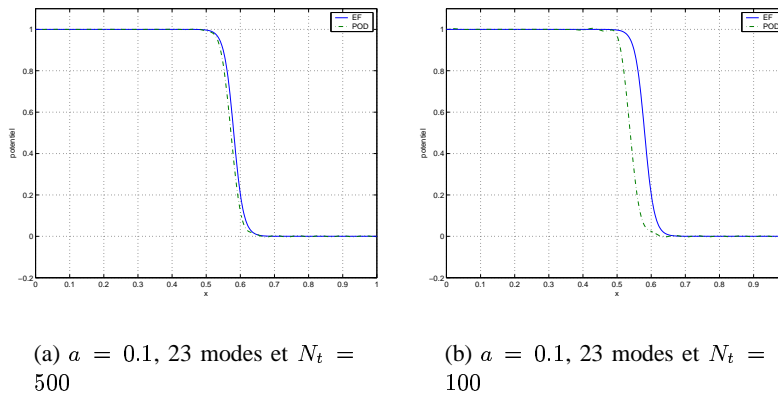 EF
POD
1
0.8
0.6
0.4
0.2
0
−0.2
potentiel
0 0.1 0.2 0.3 0.4 0.5 0.6 0.7 0.8 0.9 1
x
EF
POD
1
0.8
0.6
0.4
0.2
0
−0.2
potentiel
0 0.1 0.2 0.3 0.4 0.5 0.6 0.7 0.8 0.9
x
(a) a = 0.1, 23 modes et N_t =
500
(b) a = 0.1, 23 modes et N_t =
100